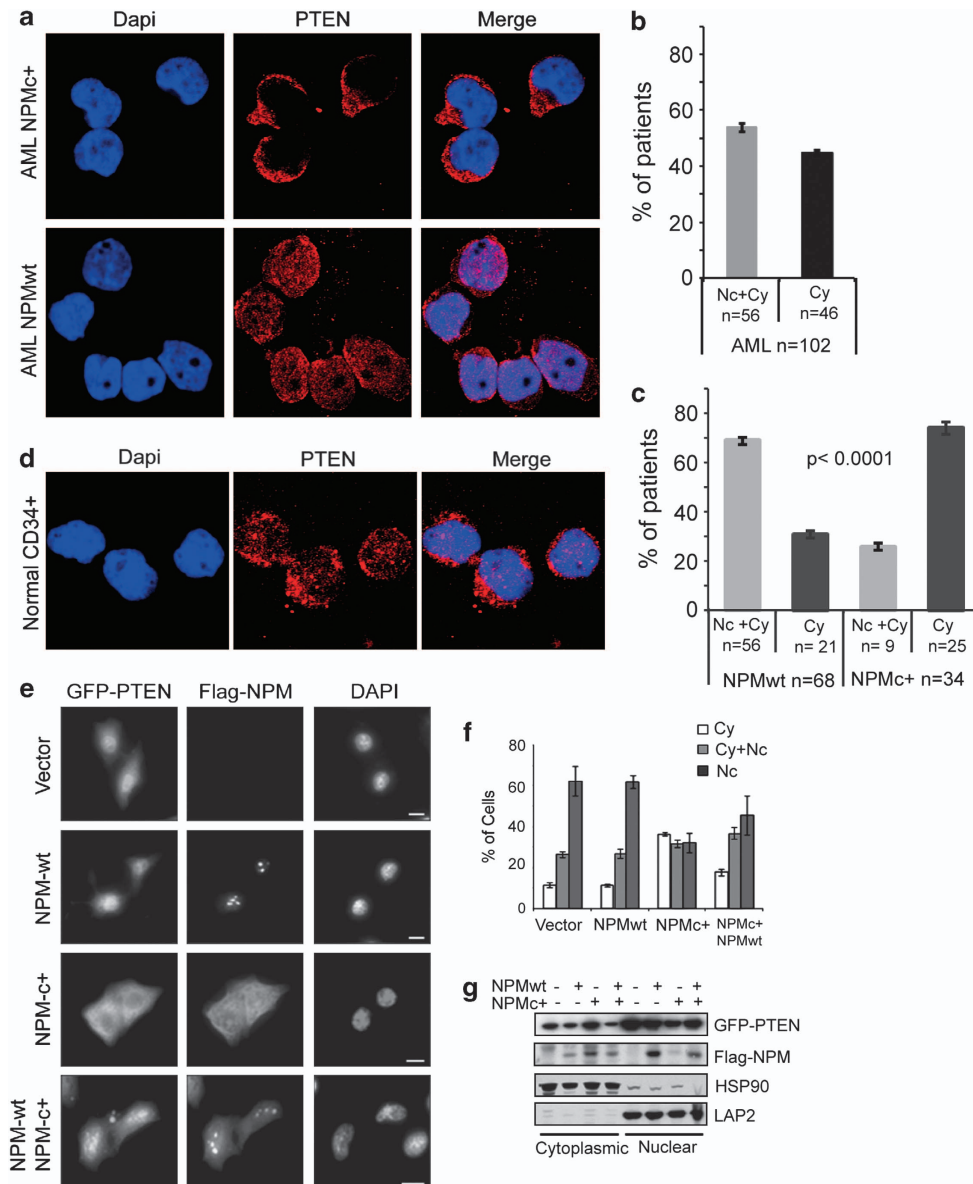 a
Dapi PTEN Merge
AML NPMc+
AML NPMwt
b
80
60
40
20
0
% of patients
Nc+Cy Cy
n=56 n=46
AML n=102
c
80
60
40
20
0
% of patients
p< 0.0001
Nc +Cy Cy Nc +Cy Cy
n=56 n= 21 n= 9 n=25
NPMwt n=68 NPMc+ n=34
d
Dapi PTEN Merge
Normal CD34+
e
GFP-PTEN Flag-NPM DAPI
Vector
NPM-wt
NPM-c+
NPM-wt
NPM-c+
f
Cy
Cy+Nc
Nc
80
60
40
20
0
% of Cells
Vector NPMwt NPMc+ NPMc+
NPMwt
g
NPMwt - + - + - + - +
NPMc+ - - + + - - + +
GFP-PTEN
Flag-NPM
HSP90
LAP2
Cytoplasmic Nuclear